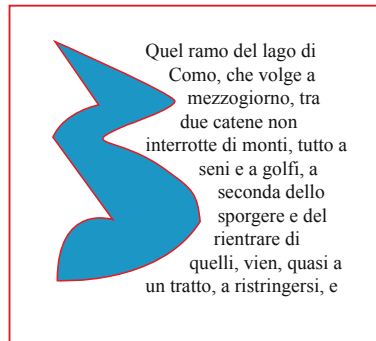 Quel ramo del lago di
Como, che volge a
mezzogiorno, tra
due catene non
interrotte di monti, tutto a
seni e a golfi, a
seconda dello
sporgere e del
rientrare di
quelli, vien, quasi a
un tratto, a ristringersi, e